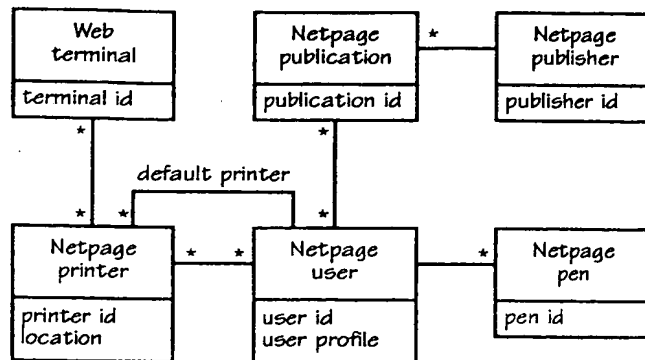 Web
terminal
terminal id
Netpage
publication
publication id
*
Netpage
publisher
publisher id
*
*
default printer
*
*
*
Netpage
printer
printer id
location
*
*
Netpage
user
user id
user profile
*
Netpage
pen
pen id